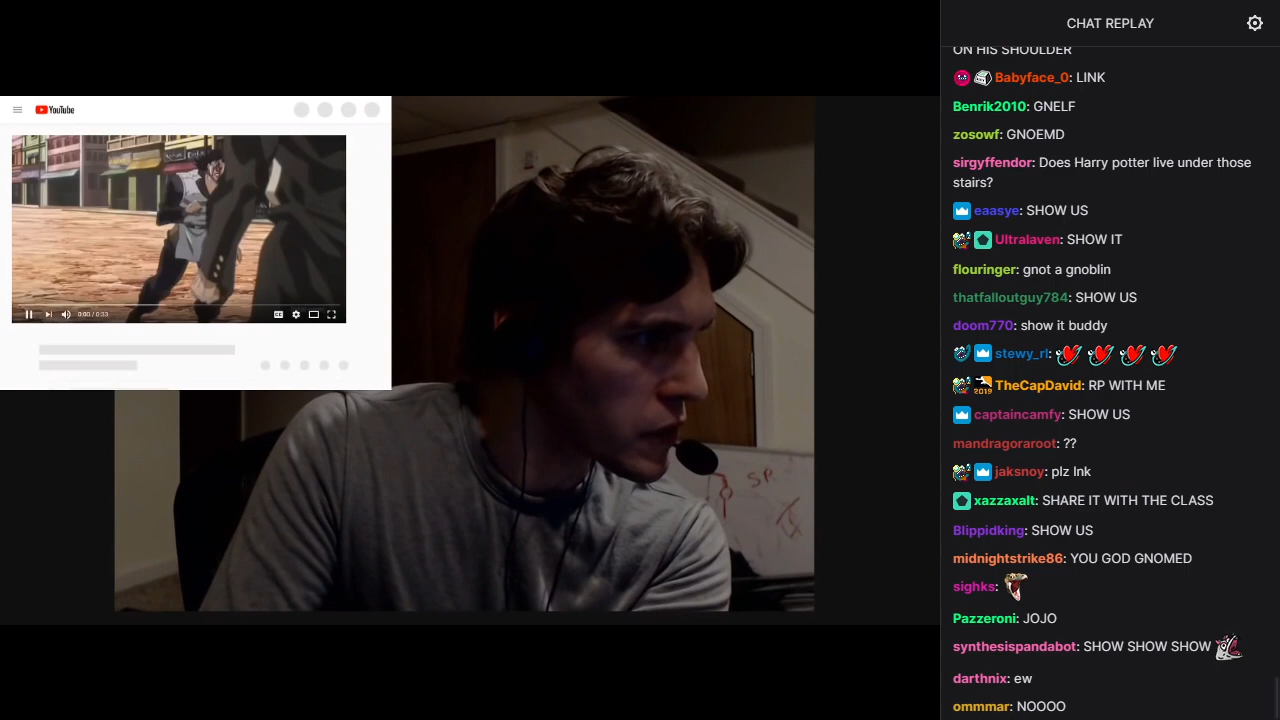 YouTube
0:00 / 0:33
CHAT REPLAY
ON HIS SHOULDER
Babyface_0: LINK
Benrik2010: GNELF
zosowf: GNOEMD
sirgyffendor: Does Harry potter live under those
stairs?
eaasye: SHOW US
Ultralaven: SHOW IT
flouringer: gnot a gnoblin
thatfalloutguy784: SHOW US
doom770: show it buddy
stewy_rl:
2019 TheCapDavid: RP WITH ME
captaincamfy: SHOW US
mandragoraroot: ??
jaksnoy: plz lnk
xazzaxalt: SHARE IT WITH THE CLASS
Blippidking: SHOW US
midnightstrike86: YOU GOD GNOMED
sighks:
Pazzeroni: JOJO
synthesispandabot: SHOW SHOW SHOW
darthnix: ew
ommmar: NOOOO